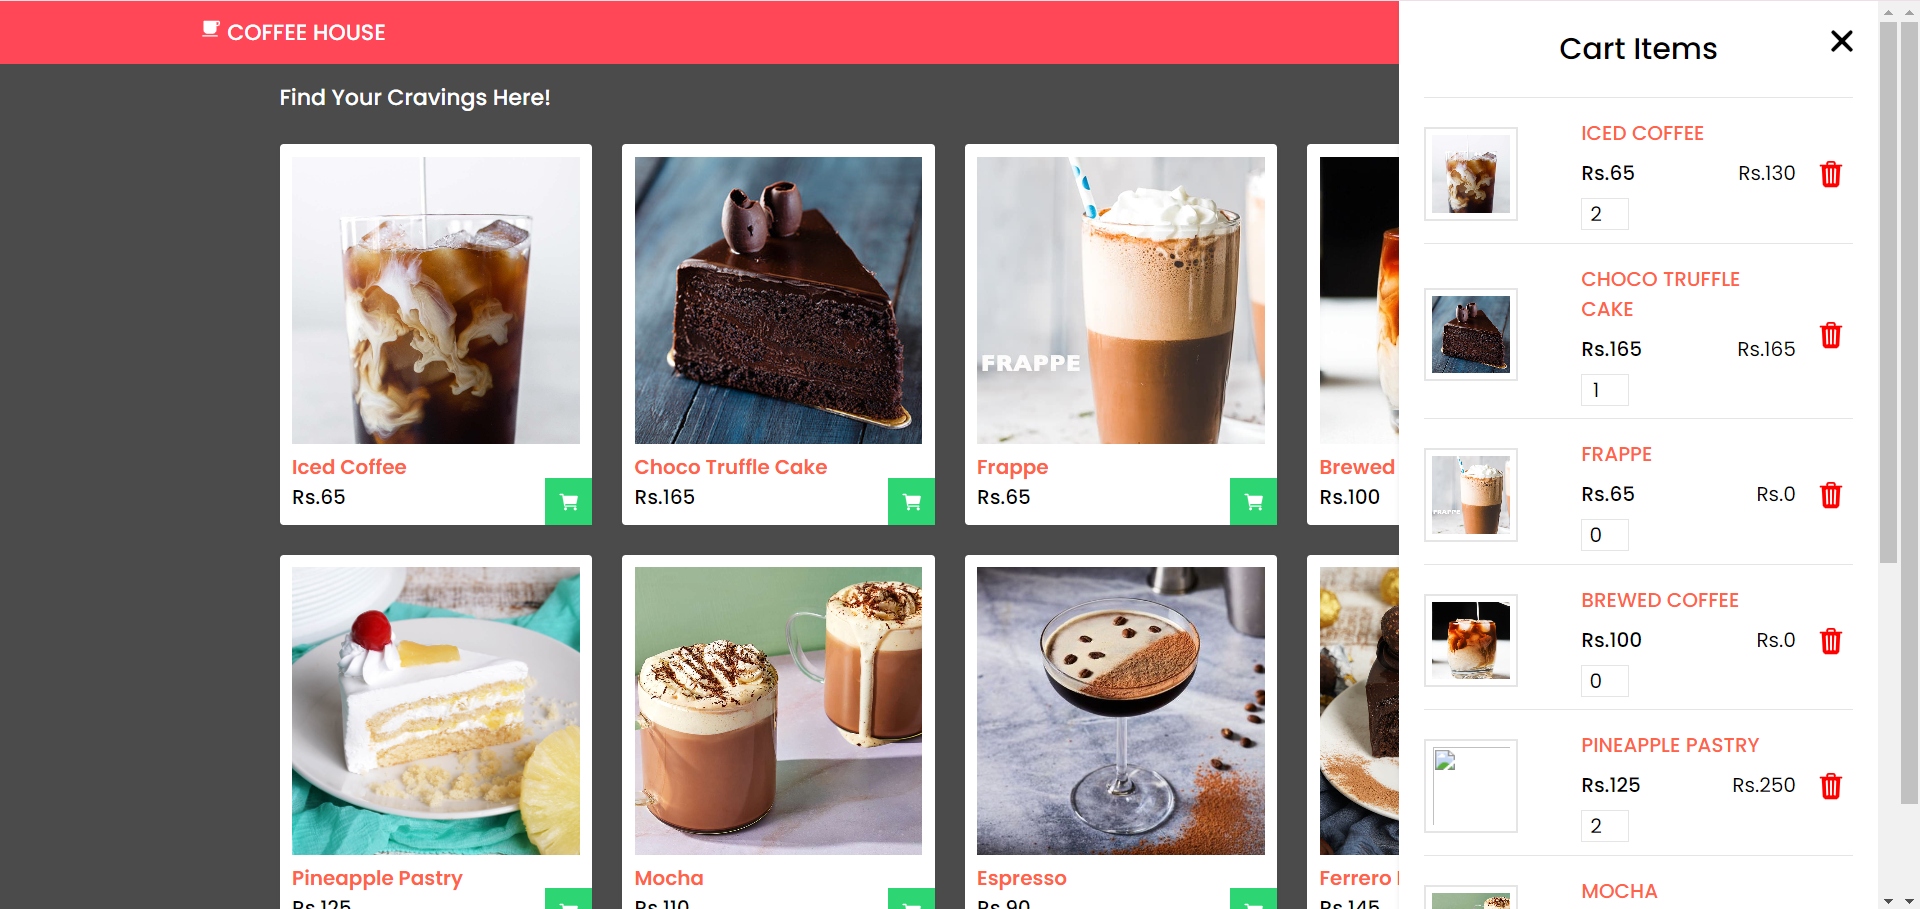 COFFEE HOUSE
Find Your Cravings Here!
Iced Coffee
Rs.65
Choco Truffle Cake
Rs.165
FRAPPE
Frappe
Rs.65
Brewed
Rs.100
Pineapple Pastry
Rs.125
Mocha
Rs.110
Espresso
Rs.90
Ferrero
Rs.145
Cart Items
ICED COFFEE
Rs.65 Rs.130
2
CHOCO TRUFFLE
CAKE
Rs.165 Rs.165
1
FRAPPE
FRAPPE
Rs.65 Rs.0
0
BREWED COFFEE
Rs.100 Rs.0
0
PINEAPPLE PASTRY
Rs.125 Rs.250
2
MOCHA